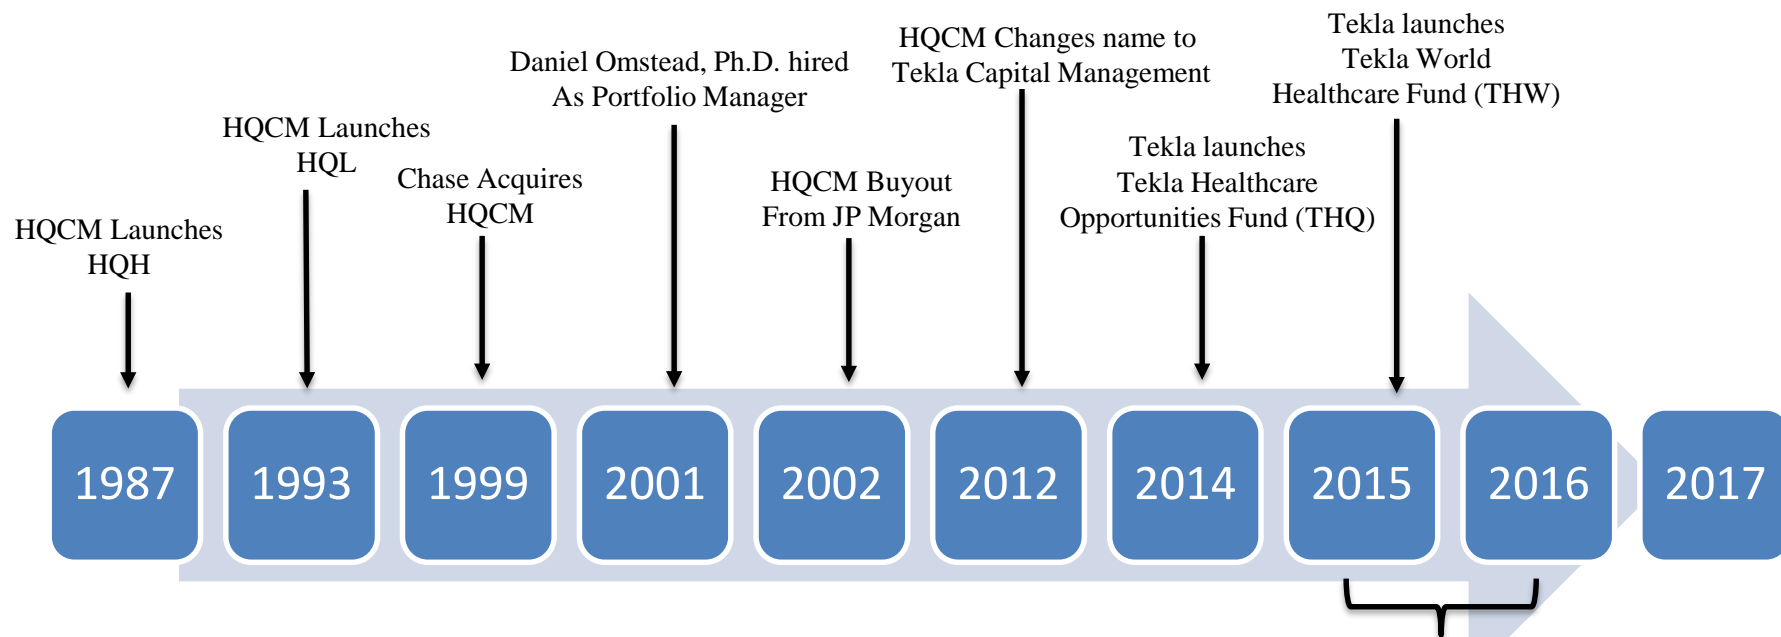 HQCM Launches
HQH
HQCM Launches
HQL
Chase Acquires
HQCM
Daniel Omstead, Ph.D. hired
As Portfolio Manager
HQCM Buyout
From JP Morgan
HQCM Changes name to
Tekla Capital Management
Tekla launches
Tekla Healthcare
Opportunities Fund (THQ)
Tekla launches
Tekla World
Healthcare Fund (THW)
1987
1993
1999
2001
2002
2012
2014
2015
2016
2017